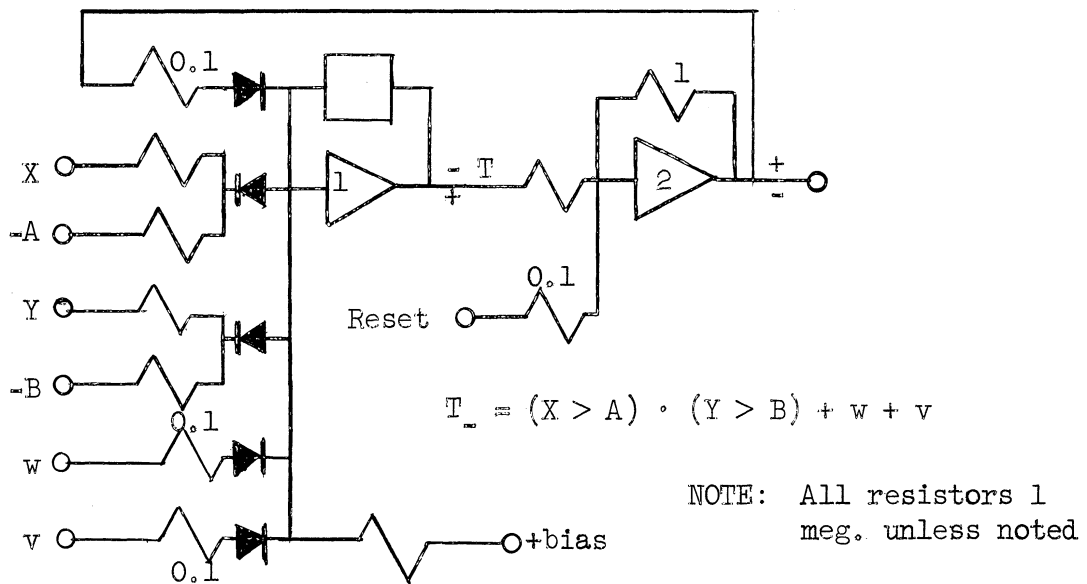 0.1
1
X
1
- T
+
2
+
-
-A
0.1
Y
Reset
-B
T_ = (X > A) · (Y > B) + w + v
0.1
w
NOTE: All resistors 1
meg. unless noted
v
+bias
0.1